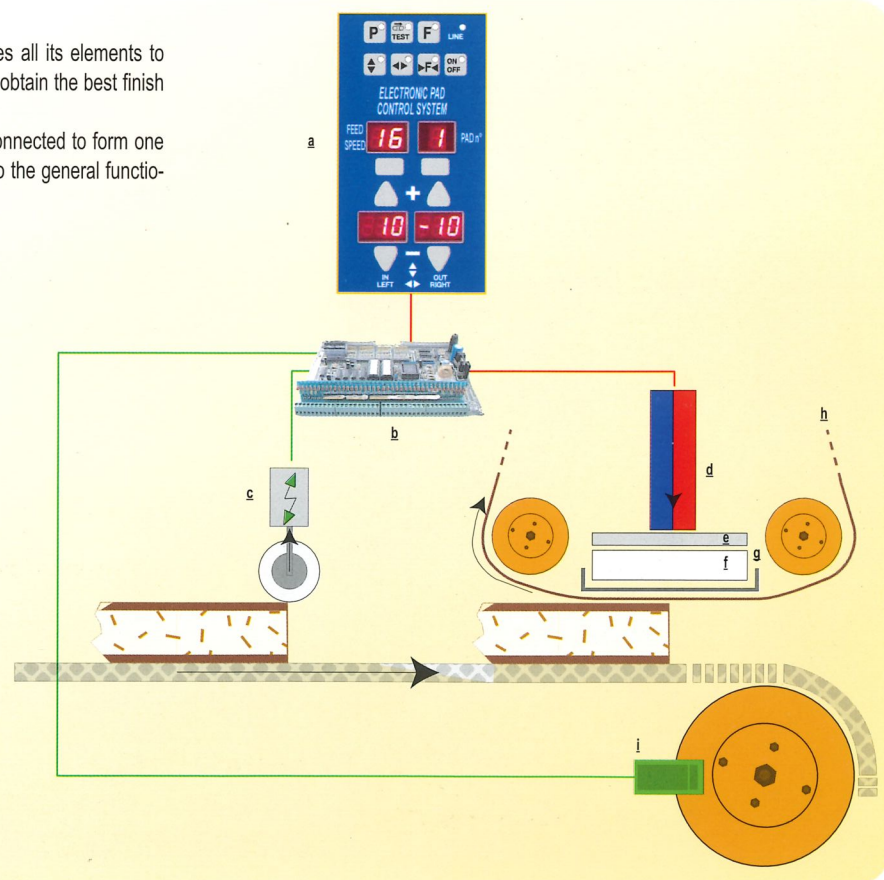 es all its elements to
obtain the best finish
onnected to form one
o the general functio-
a
P TEST F LINE
F ON OFF
ELECTRONIC PAD
CONTROL SYSTEM
FEED SPEED 16 1 PAD n°
+
10 -10
-
IN LEFT OUT RIGHT
b
c
d
e
f
g
h
i